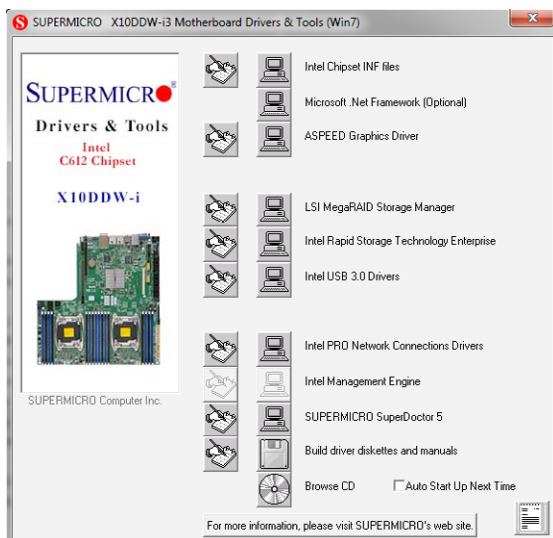 SUPERMICRO X10DDW-i3 Motherboard Drivers & Tools (Win7)
SUPERMICRO
Drivers & Tools
Intel
C612 Chipset
X10DDW-i
SUPERMICRO Computer Inc.
Intel Chipset INF files
Microsoft .Net Framework (Optional)
ASPEED Graphics Driver
LSI MegaRAID Storage Manager
Intel Rapid Storage Technology Enterprise
Intel USB 3.0 Drivers
Intel PRO Network Connections Drivers
Intel Management Engine
SUPERMICRO SuperDoctor 5
Build driver diskettes and manuals
Browse CD
Auto Start Up Next Time
For more information, please visit SUPERMICRO's web site.